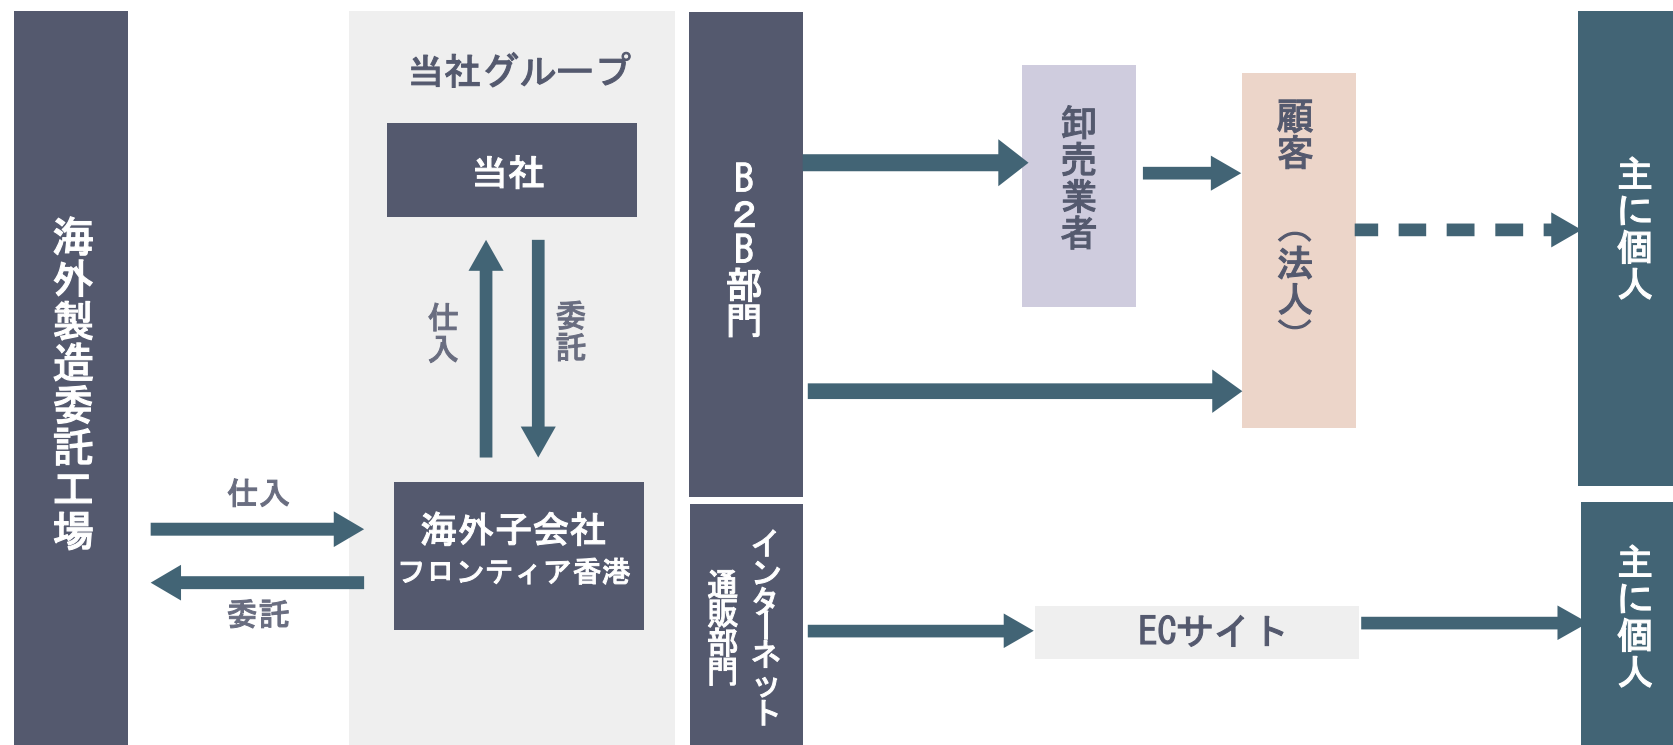 海外製造委託工場
仕入
委託
当社グループ
当社
仕入
委託
海外子会社
フロンティア香港
B2B部門
インターネット
通販部門
卸売業者
顧客 (法人)
ECサイト
主に個人
主に個人